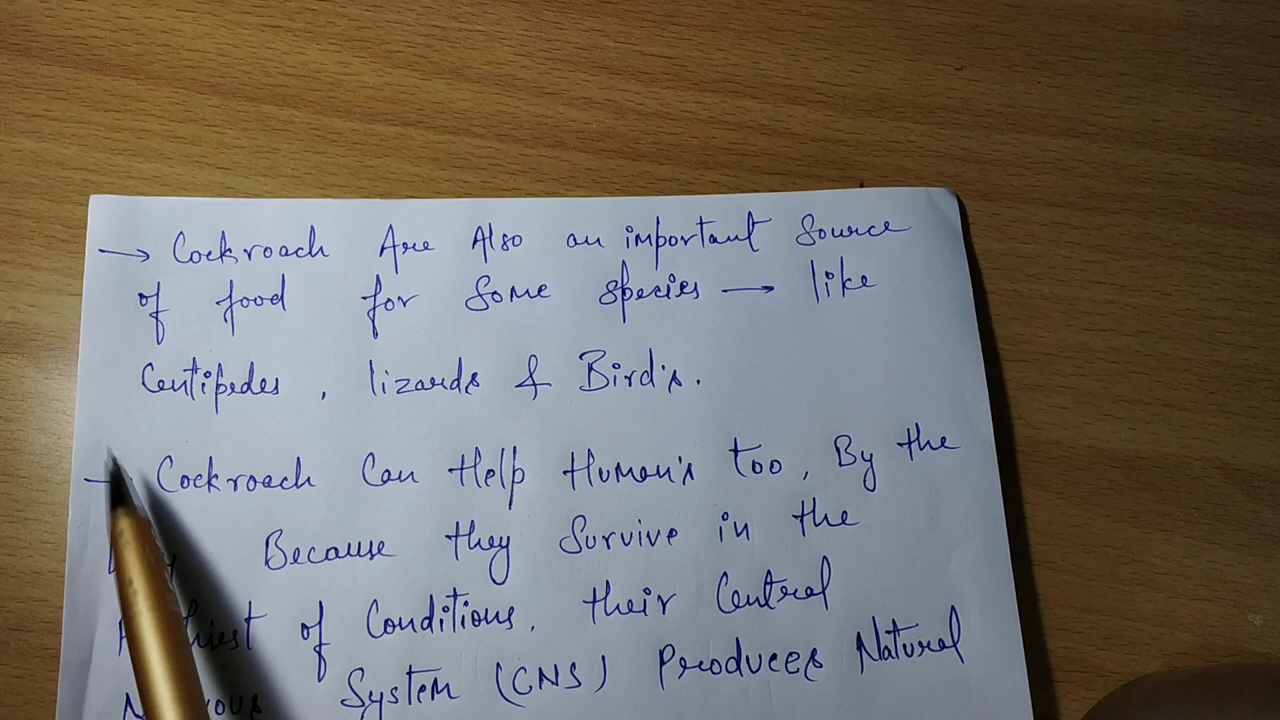 → Cockroach Are Also an important Source
of food for Some species → like
Centipedes, lizards & Bird's.
→ Cockroach Can Help Human's too, By the
Because they Survive in the
of Conditions, their Central
System (CNS) Produces Natural